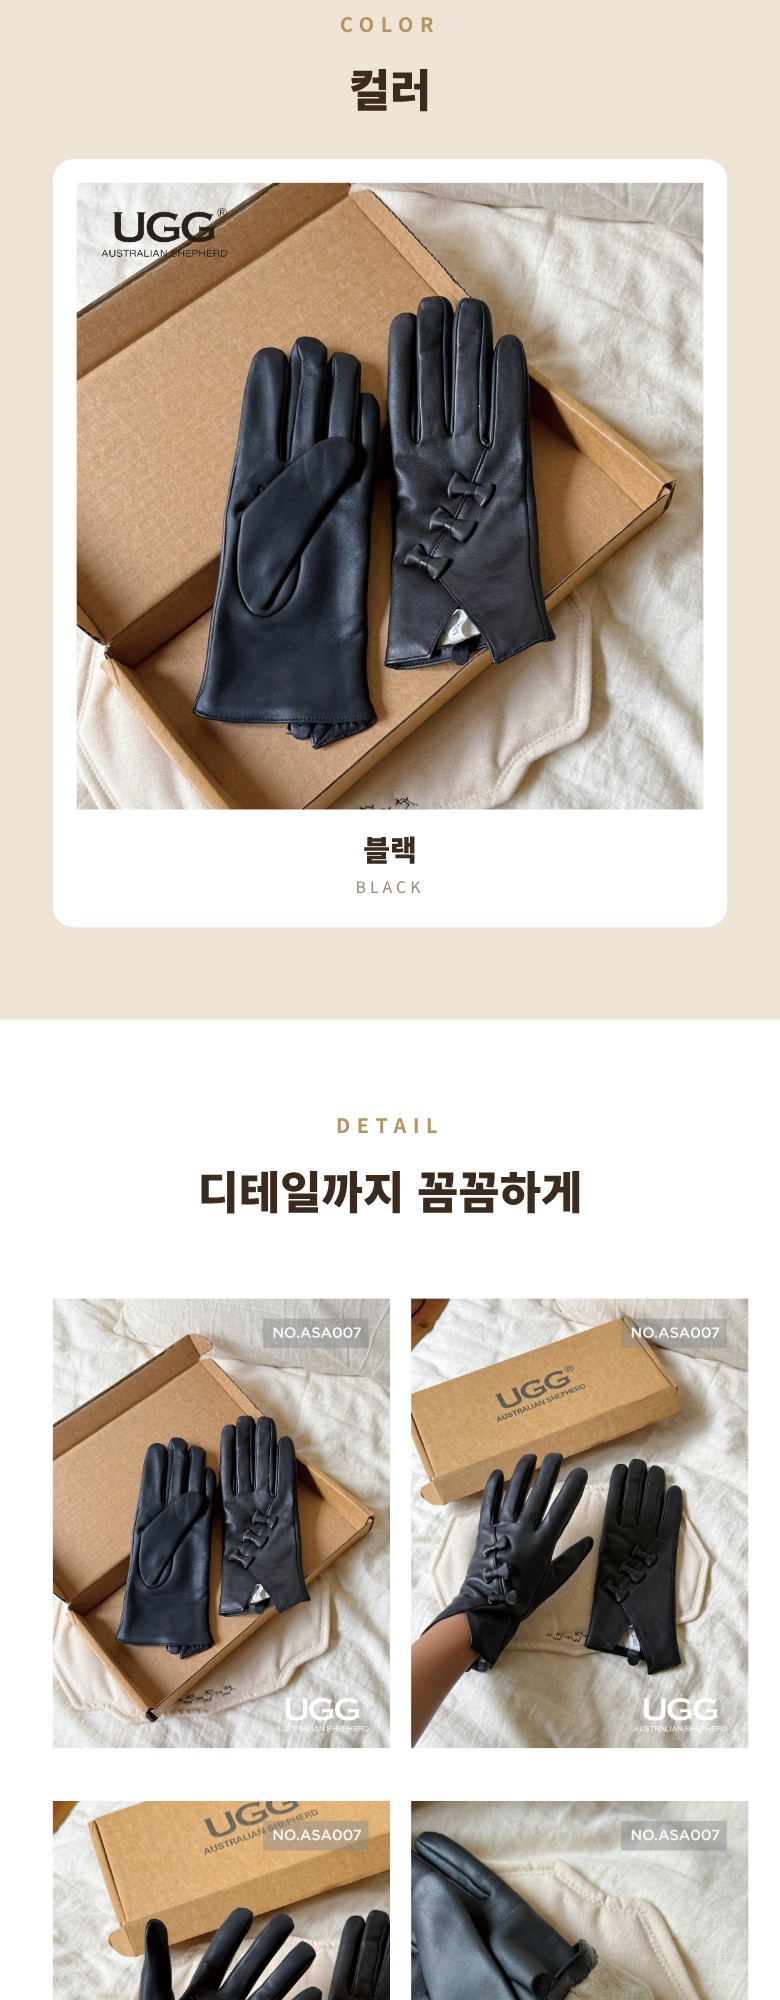 COLOR
컬러
UGG®
AUSTRALIAN SHEPHERD
블랙
BLACK
DETAIL
디테일까지 꼼꼼하게
NO.ASA007
UGG
AUSTRALIAN SHEPHERD
NO.ASA007
UGG®
AUSTRALIAN SHEPHERD
UGG®
AUSTRALIAN SHEPHERD
UGG
AUSTRALIAN SHEPHERD
NO.ASA007
NO.ASA007